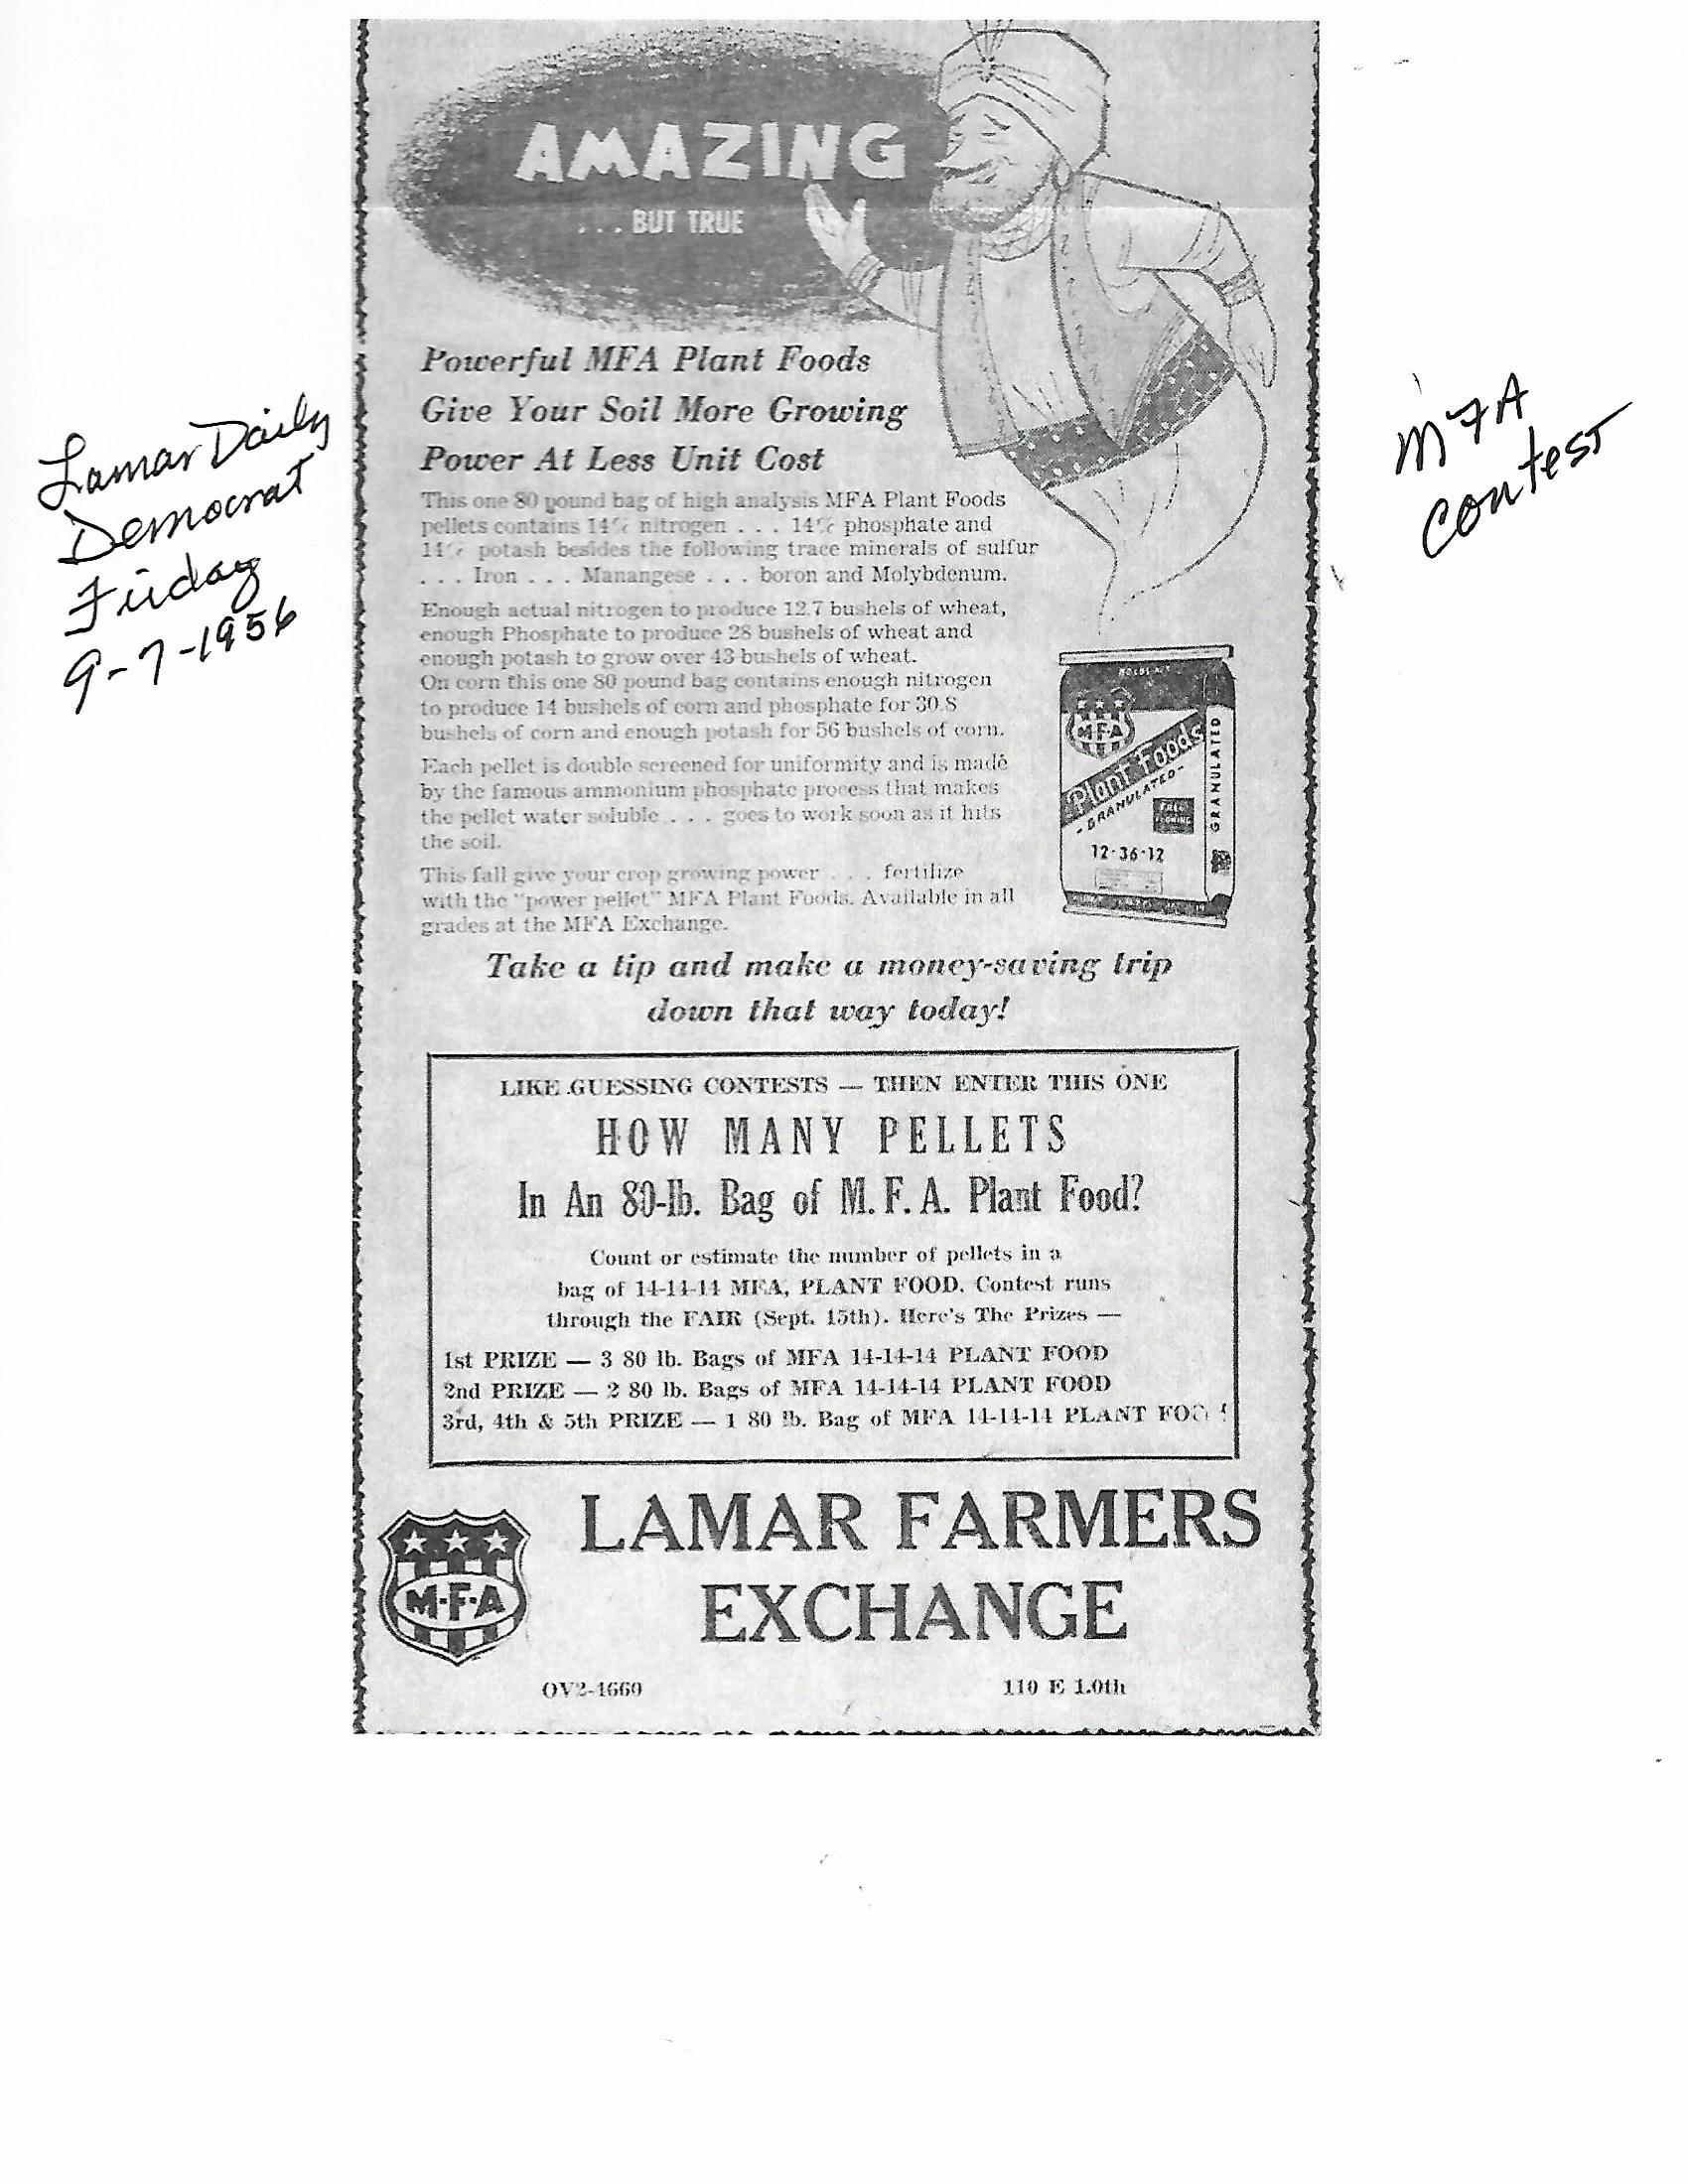 AMAZING
. . . BUT TRUE
Powerful MFA Plant Foods
Give Your Soil More Growing
Power At Less Unit Cost
This one 80 pound bag of high analysis MFA Plant Foods
pellets contains 14% nitrogen . . . 14% phosphate and
14% potash besides the following trace minerals of sulfur
. . . Iron . . . Manangese . . . boron and Molybdenum.
Enough actual nitrogen to produce 12.7 bushels of wheat,
enough Phosphate to produce 28 bushels of wheat and
enough potash to grow over 43 bushels of wheat.
On corn this one 80 pound bag contains enough nitrogen
to produce 14 bushels of corn and phosphate for 30.8
bushels of corn and enough potash for 56 bushels of corn.
Each pellet is double screened for uniformity and is made
by the famous ammonium phosphate process that makes
the pellet water soluble . . . goes to work soon as it hits
the soil.
This fall give your crop growing power . . . fertilize
with the "power pellet" MFA Plant Foods. Available in all
grades at the MFA Exchange.
M-F-A
Plant Foods
- GRANULATED -
GRANULATED
12-36-12
Take a tip and make a money-saving trip
down that way today!
LIKE GUESSING CONTESTS — THEN ENTER THIS ONE
HOW MANY PELLETS
In An 80-lb. Bag of M. F. A. Plant Food?
Count or estimate the number of pellets in a
bag of 14-14-14 MFA, PLANT FOOD. Contest runs
through the FAIR (Sept. 15th). Here's The Prizes —
1st PRIZE — 3 80 lb. Bags of MFA 14-14-14 PLANT FOOD
2nd PRIZE — 2 80 lb. Bags of MFA 14-14-14 PLANT FOOD
3rd, 4th & 5th PRIZE — 1 80 lb. Bag of MFA 14-14-14 PLANT FOOD
LAMAR FARMERS
EXCHANGE
M-F-A
OV2-4660
110 E 10th
Lamar Daily
Democrat
Friday
9-7-1956
MFA
Contest